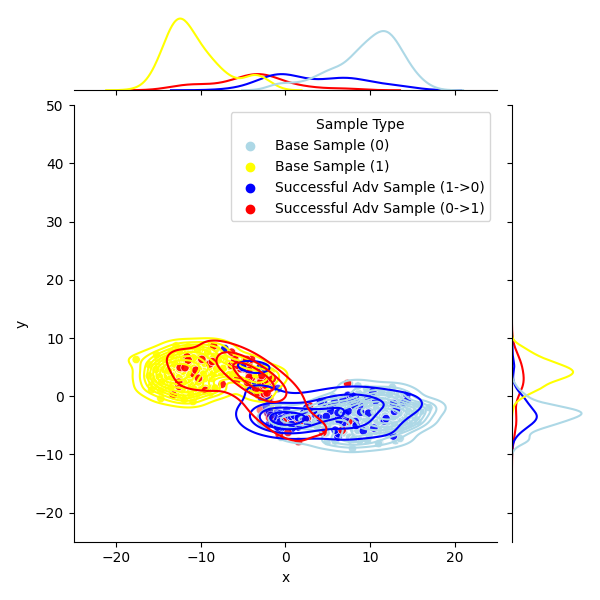 50
40
30
20
10
0
−10
−20
y
−20
−10
0
10
20
x
Sample Type
Base Sample (0)
Base Sample (1)
Successful Adv Sample (1->0)
Successful Adv Sample (0->1)